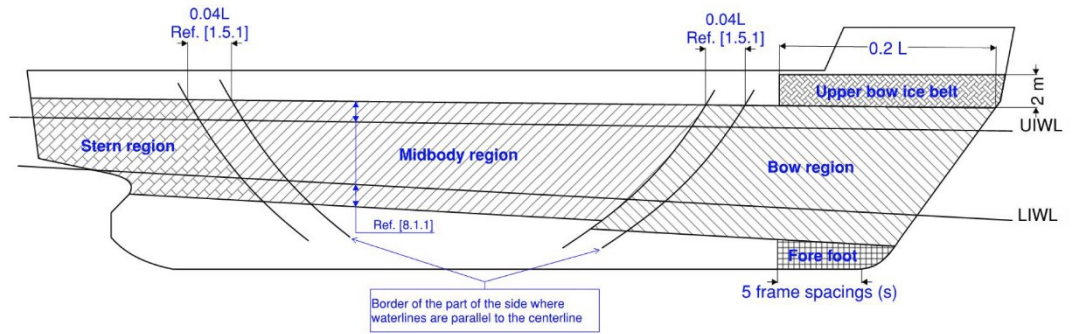 0.04L
Ref. [1.5.1]
0.04L
Ref. [1.5.1]
0.2 L
Upper bow ice belt
2 m
UIWL
Stern region
Midbody region
Bow region
LIWL
Ref. [8.1.1]
Fore foot
5 frame spacings (s)
Border of the part of the side where
waterlines are parallel to the centerline